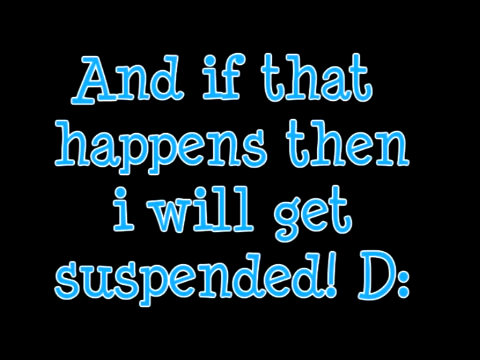 And if that
happens then
i will get
suspended! D: